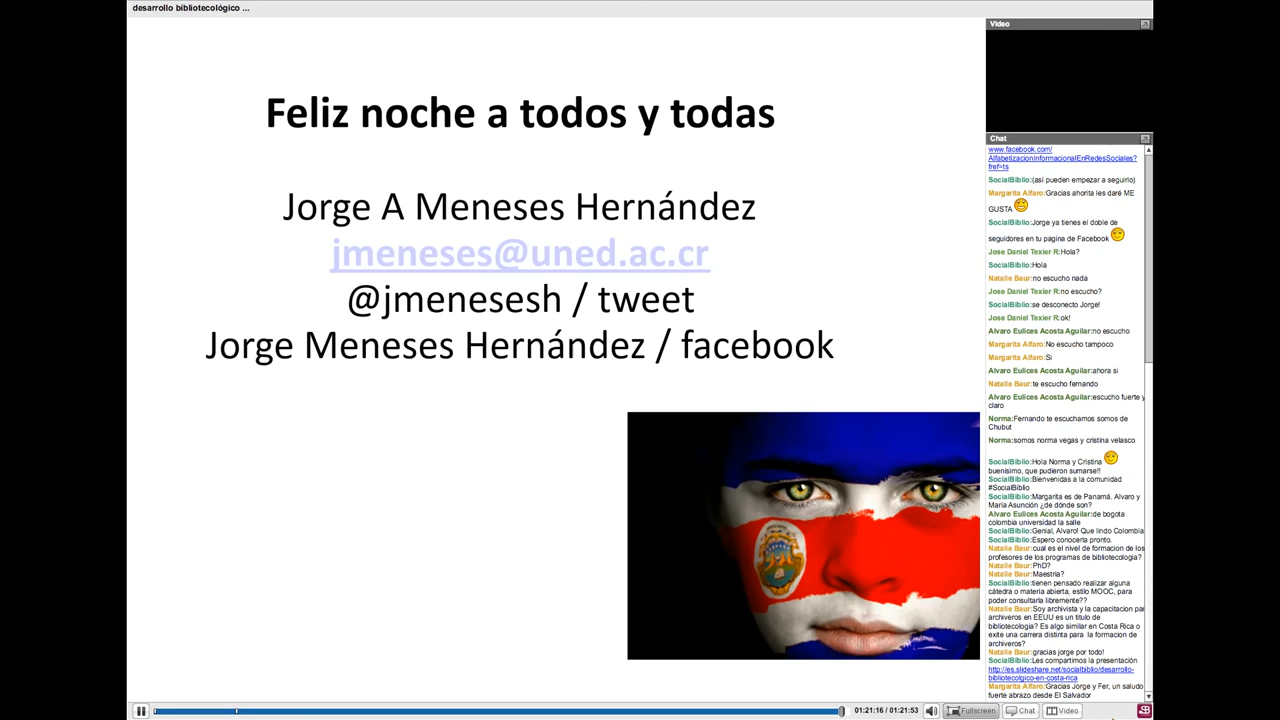 desarrollo bibliotecológico ...
Feliz noche a todos y todas
Jorge A Meneses Hernández
jmeneses@uned.ac.cr
@jmenesesh / tweet
Jorge Meneses Hernández / facebook
Video
Chat
www.facebook.com/
AlfabetizacionInformacionalEnRedesSociales?
fref=ts
SocialBiblio:(así pueden empezar a seguirlo)
Margarita Alfaro:Gracias ahorita les daré ME
GUSTA
SocialBiblio:Jorge ya tienes el doble de
seguidores en tu pagina de Facebook
Jose Daniel Texier R:Hola?
SocialBiblio:Hola
Natalie Baur:no escucho nada
Jose Daniel Texier R:no escucho?
SocialBiblio:se desconecto Jorge!
Jose Daniel Texier R:ok!
Alvaro Eulices Acosta Aguilar:no escucho
Margarita Alfaro:No escucho tampoco
Margarita Alfaro:Si
Alvaro Eulices Acosta Aguilar:ahora si
Natalie Baur:te escucho fernando
Alvaro Eulices Acosta Aguilar:escucho fuerte y
claro
Norma:Fernando te escuchamos somos de
Chubut
Norma:somos norma vegas y cristina velasco
SocialBiblio:Hola Norma y Cristina
buenisimo, que pudieron sumarse!!
SocialBiblio:Bienvenidas a la comunidad
#SocialBiblio
SocialBiblio:Margarita es de Panamá. Alvaro y
María Asunción ¿de dónde son?
Alvaro Eulices Acosta Aguilar:de bogota
colombia universidad la salle
SocialBiblio:Genial, Alvaro! Que lindo Colombia
SocialBiblio:Espero conocerla pronto.
Natalie Baur:cual es el nivel de formacion de los
profesores de los programas de bibliotecologia?
Natalie Baur:PhD?
Natalie Baur:Maestria?
SocialBiblio:tienen pensado realizar alguna
cátedra o materia abierta, estilo MOOC, para
poder consultarla libremente??
Natalie Baur:Soy archivista y la capacitacion par
archiveros en EEUU es un titulo de
bibliotecologia? Es algo similar en Costa Rica o
exite una carrera distinta para la formacion de
archiveros?
Natalie Baur:gracias jorge por todo!
SocialBiblio:Les compartimos la presentación
http://es.slideshare.net/socialbiblio/desarrollo-
bibliotecolgico-en-costa-rica
Margarita Alfaro:Gracias Jorge y Fer, un saludo
fuerte abrazo desde El Salvador
01:21:16 / 01:21:53
Fullscreen
Chat
Video
SB